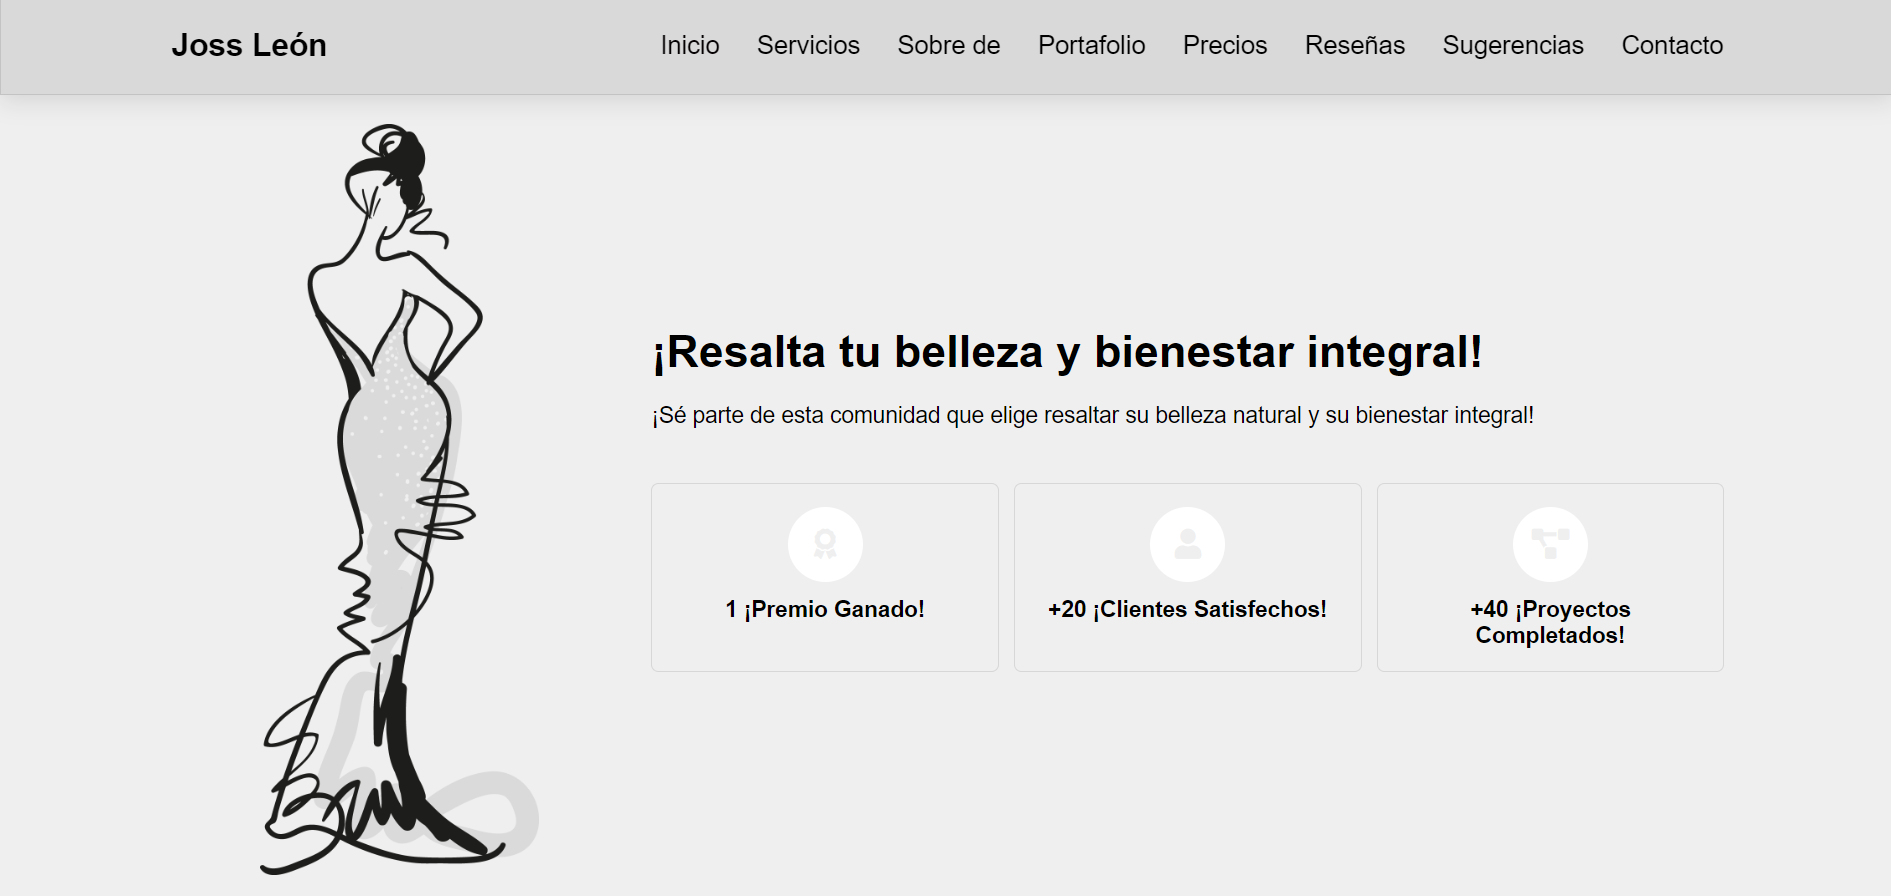 Joss León
Inicio Servicios Sobre de Portafolio Precios Reseñas Sugerencias Contacto
¡Resalta tu belleza y bienestar integral!
¡Sé parte de esta comunidad que elige resaltar su belleza natural y su bienestar integral!
1 ¡Premio Ganado!
+20 ¡Clientes Satisfechos!
+40 ¡Proyectos
Completados!